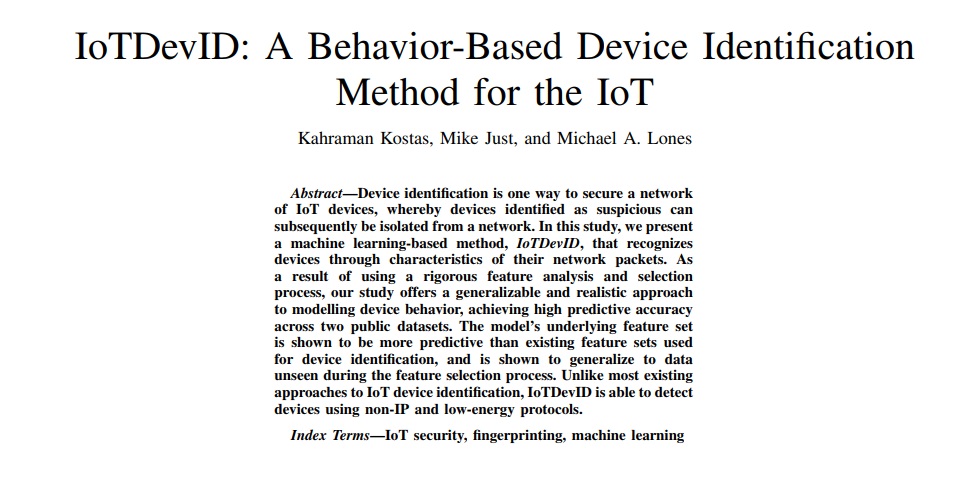 IoTDevID: A Behavior-Based Device Identification
Method for the IoT
Kahraman Kostas, Mike Just, and Michael A. Lones
Abstract—Device identification is one way to secure a network
of IoT devices, whereby devices identified as suspicious can
subsequently be isolated from a network. In this study, we present
a machine learning-based method, IoTDevID, that recognizes
devices through characteristics of their network packets. As
a result of using a rigorous feature analysis and selection
process, our study offers a generalizable and realistic approach
to modelling device behavior, achieving high predictive accuracy
across two public datasets. The model's underlying feature set
is shown to be more predictive than existing feature sets used
for device identification, and is shown to generalize to data
unseen during the feature selection process. Unlike most existing
approaches to IoT device identification, IoTDevID is able to detect
devices using non-IP and low-energy protocols.
Index Terms—IoT security, fingerprinting, machine learning